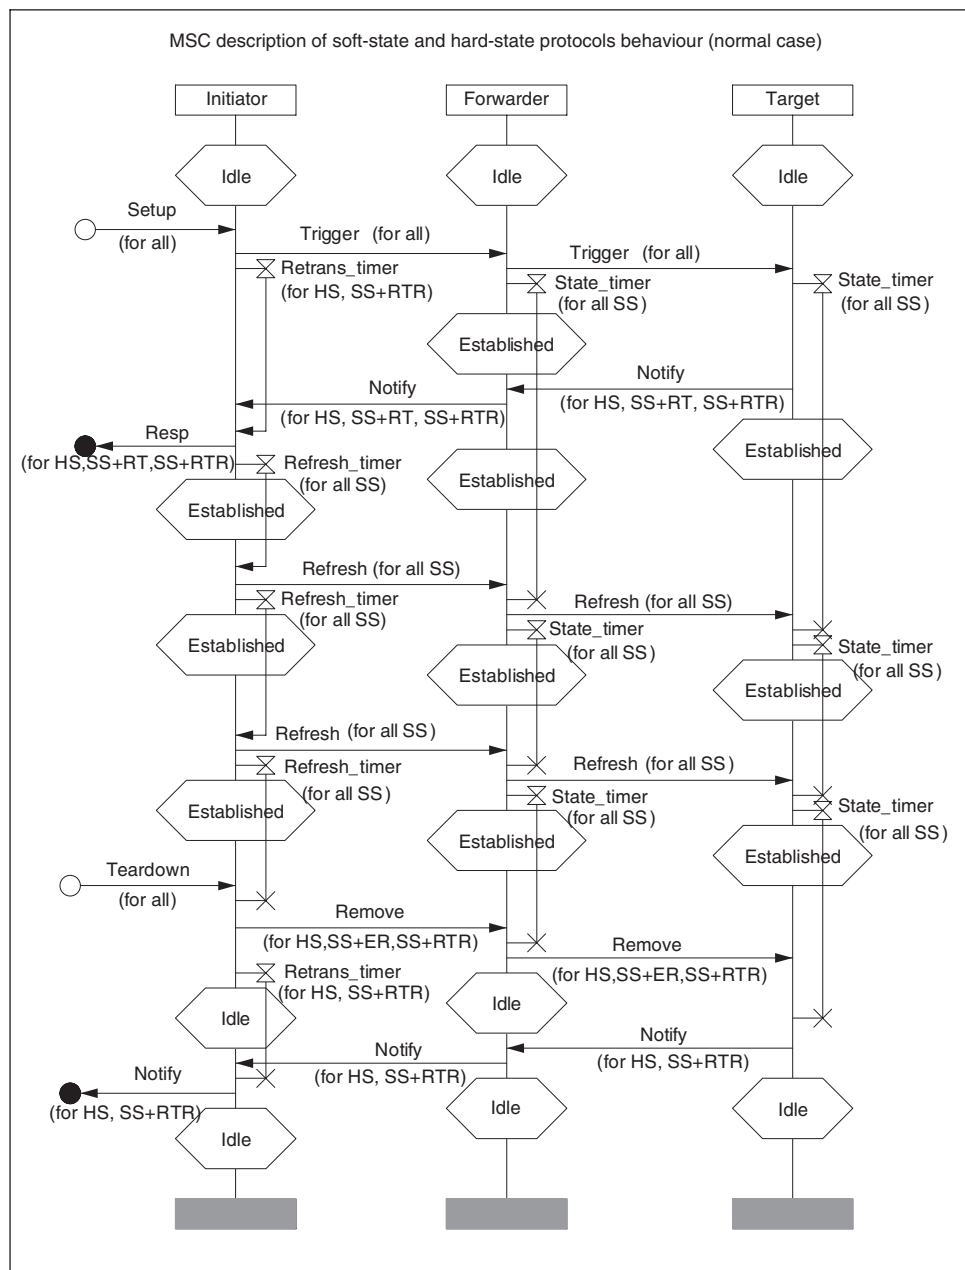 MSC description of soft-state and hard-state protocols behaviour (normal case)
Initiator
Forwarder
Target
Idle
Idle
Idle
Setup
(for all)
Trigger (for all)
Trigger (for all)
Retrans_timer
(for HS, SS+RTR)
State_timer
(for all SS)
State_timer
(for all SS)
Established
Notify
(for HS, SS+RT, SS+RTR)
Notify
(for HS, SS+RT, SS+RTR)
Resp
(for HS,SS+RT,SS+RTR)
Refresh_timer
(for all SS)
Established
Established
Established
Refresh (for all SS)
Refresh_timer
(for all SS)
Refresh (for all SS)
State_timer
(for all SS)
State_timer
(for all SS)
Established
Established
Established
Refresh (for all SS)
Refresh_timer
(for all SS)
Refresh (for all SS)
State_timer
(for all SS)
State_timer
(for all SS)
Established
Established
Established
Teardown
(for all)
Remove
(for HS,SS+ER,SS+RTR)
Remove
(for HS,SS+ER,SS+RTR)
Retrans_timer
(for HS, SS+RTR)
Idle
Idle
Notify
(for HS, SS+RTR)
Notify
(for HS, SS+RTR)
Notify
(for HS, SS+RTR)
Idle
Idle
Idle